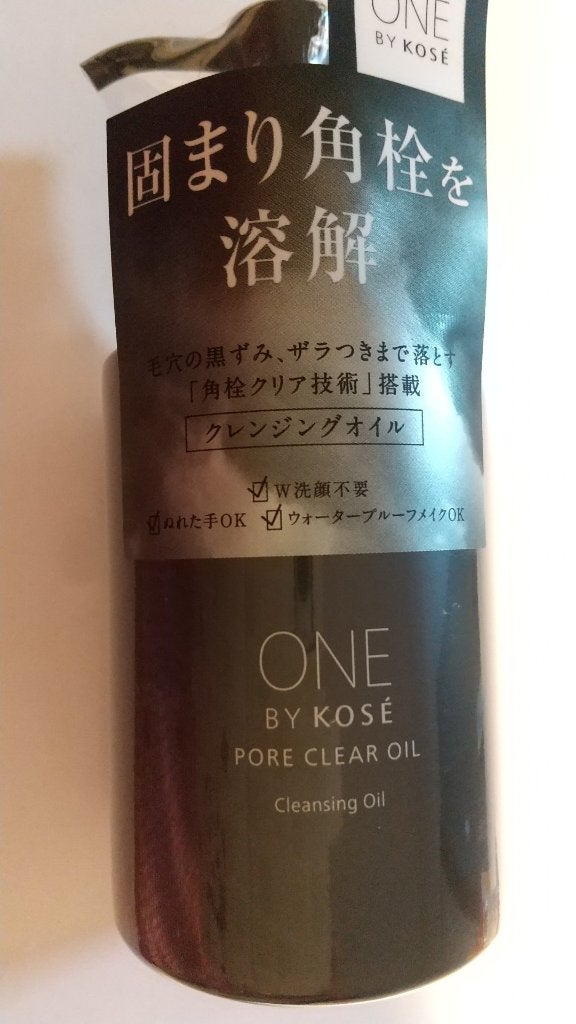 ONE
BY KOSÉ
固まり角栓を
溶解
毛穴の黒ずみ、ザラつきまで落とす
「角栓クリア技術」搭載
クレンジングオイル
W洗顔不要
ぬれた手OK ウォータープルーフメイクOK
ONE
BY KOSÉ
PORE CLEAR OIL
Cleansing Oil